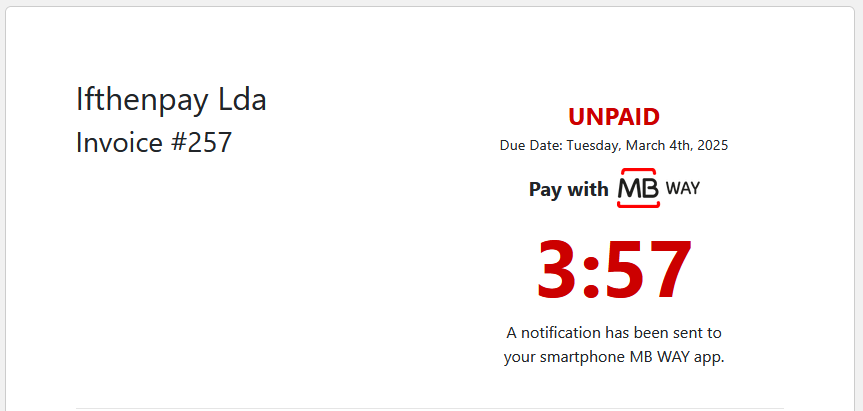 Ifthenpay Lda
Invoice #257
UNPAID
Due Date: Tuesday, March 4th, 2025
Pay with MB WAY
3:57
A notification has been sent to
your smartphone MB WAY app.